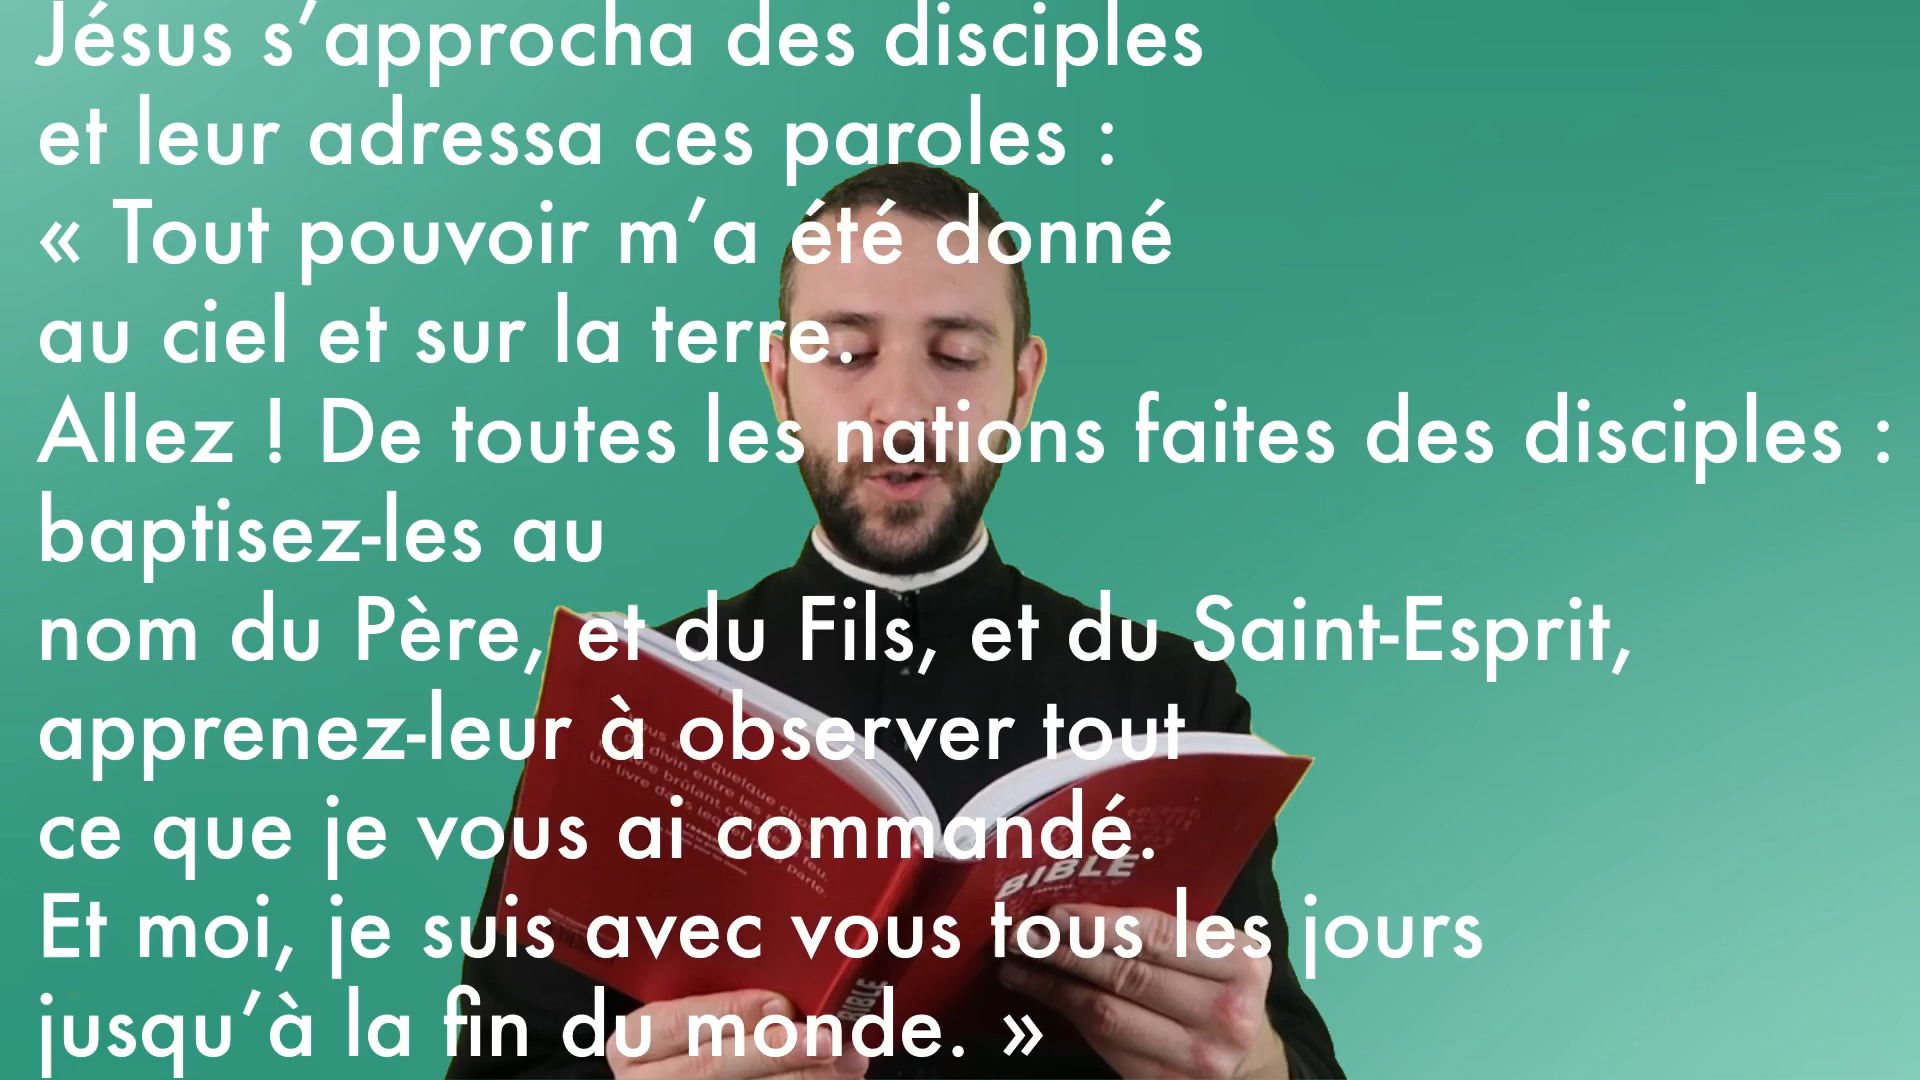 Jésus s’approcha des disciples
et leur adressa ces paroles :
« Tout pouvoir m’a été donné
au ciel et sur la terre.
Allez ! De toutes les nations faites des disciples :
baptisez-les au
nom du Père, et du Fils, et du Saint-Esprit,
apprenez-leur à observer tout
ce que je vous ai commandé.
Et moi, je suis avec vous tous les jours
jusqu’à la fin du monde. »
BIBLE
BIBLE